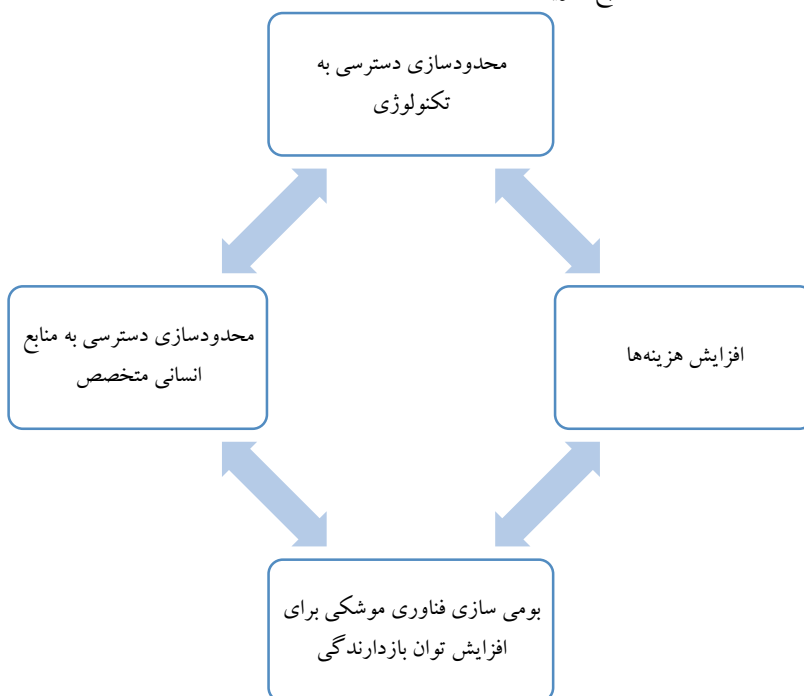 محدودسازی دسترسی به
تکنولوژی
افزایش هزینه‌ها
محدودسازی دسترسی به منابع
انسانی متخصص
بومی سازی فناوری موشکی برای
افزایش توان بازدارندگی